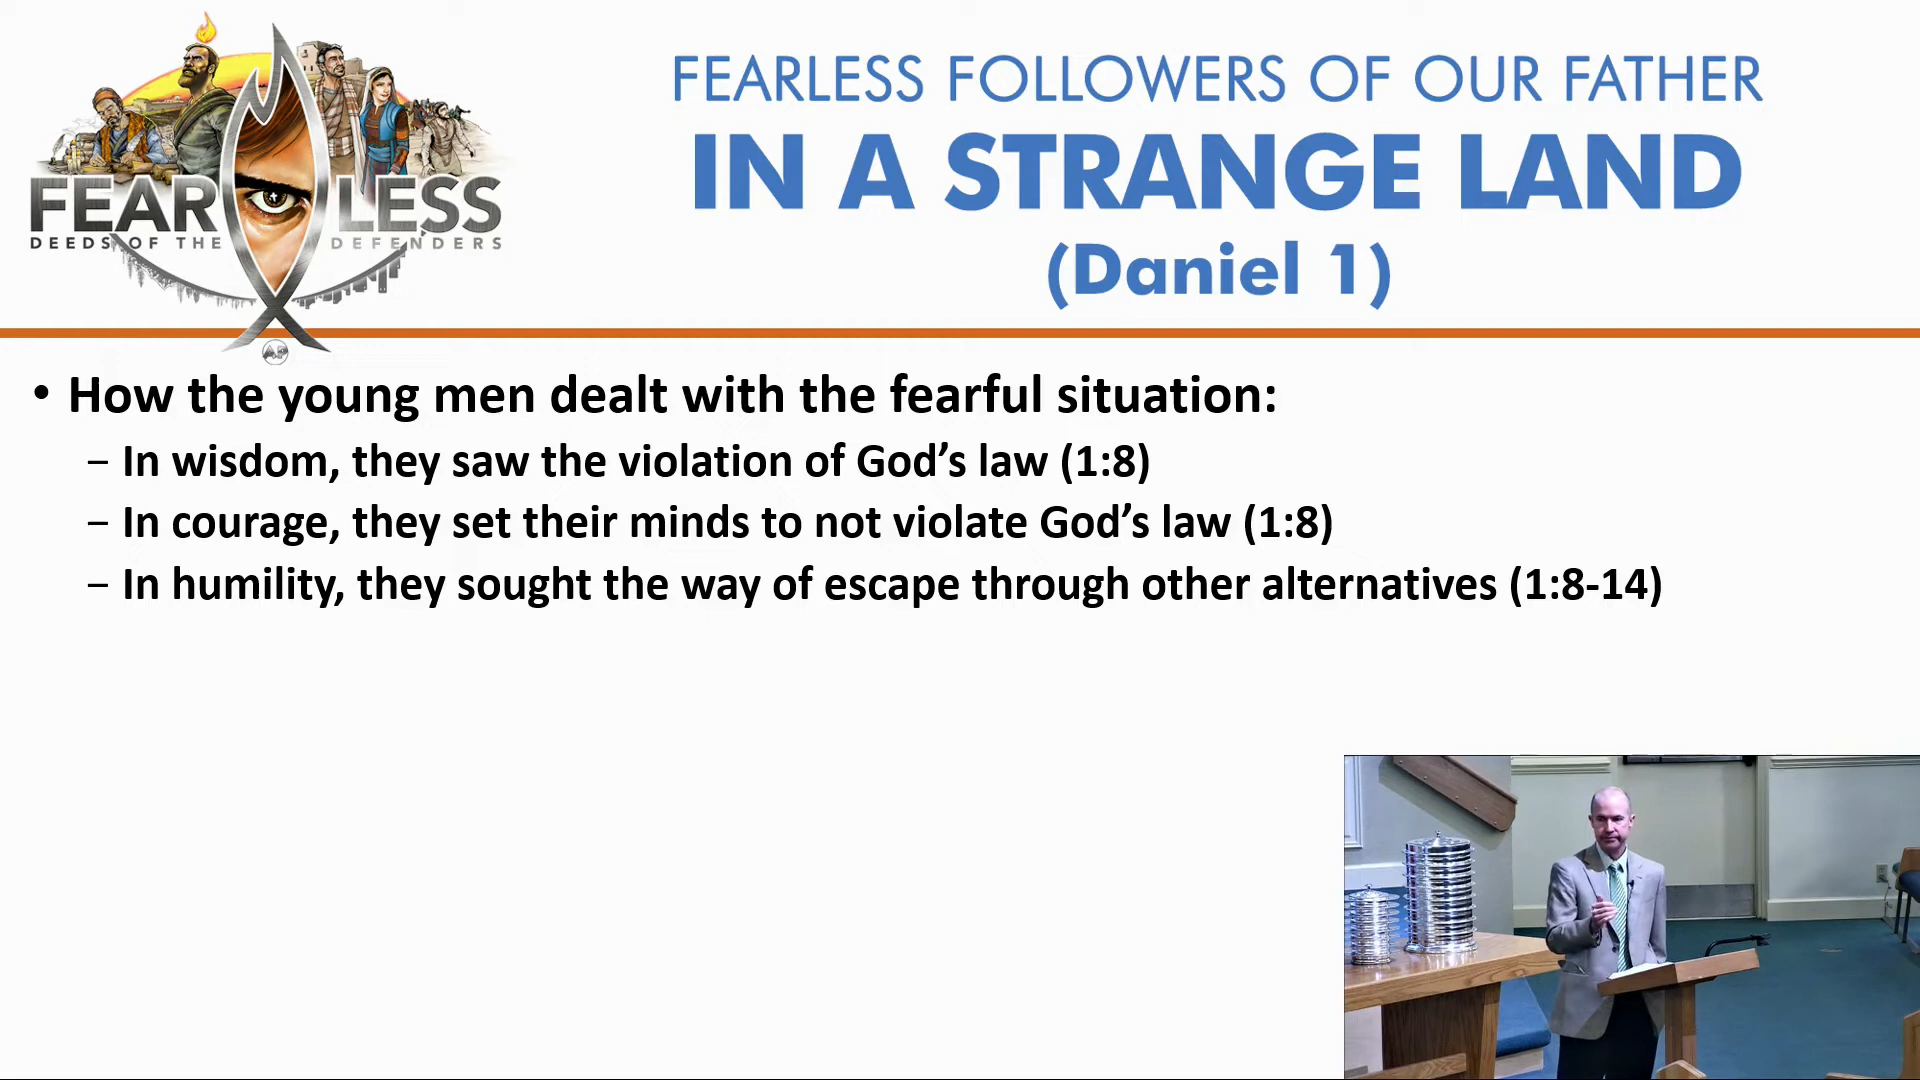 FEARLESS
DEEDS OF THE DEFENDERS
AP
FEARLESS FOLLOWERS OF OUR FATHER
IN A STRANGE LAND
(Daniel 1)
• How the young men dealt with the fearful situation:
– In wisdom, they saw the violation of God’s law (1:8)
– In courage, they set their minds to not violate God’s law (1:8)
– In humility, they sought the way of escape through other alternatives (1:8-14)